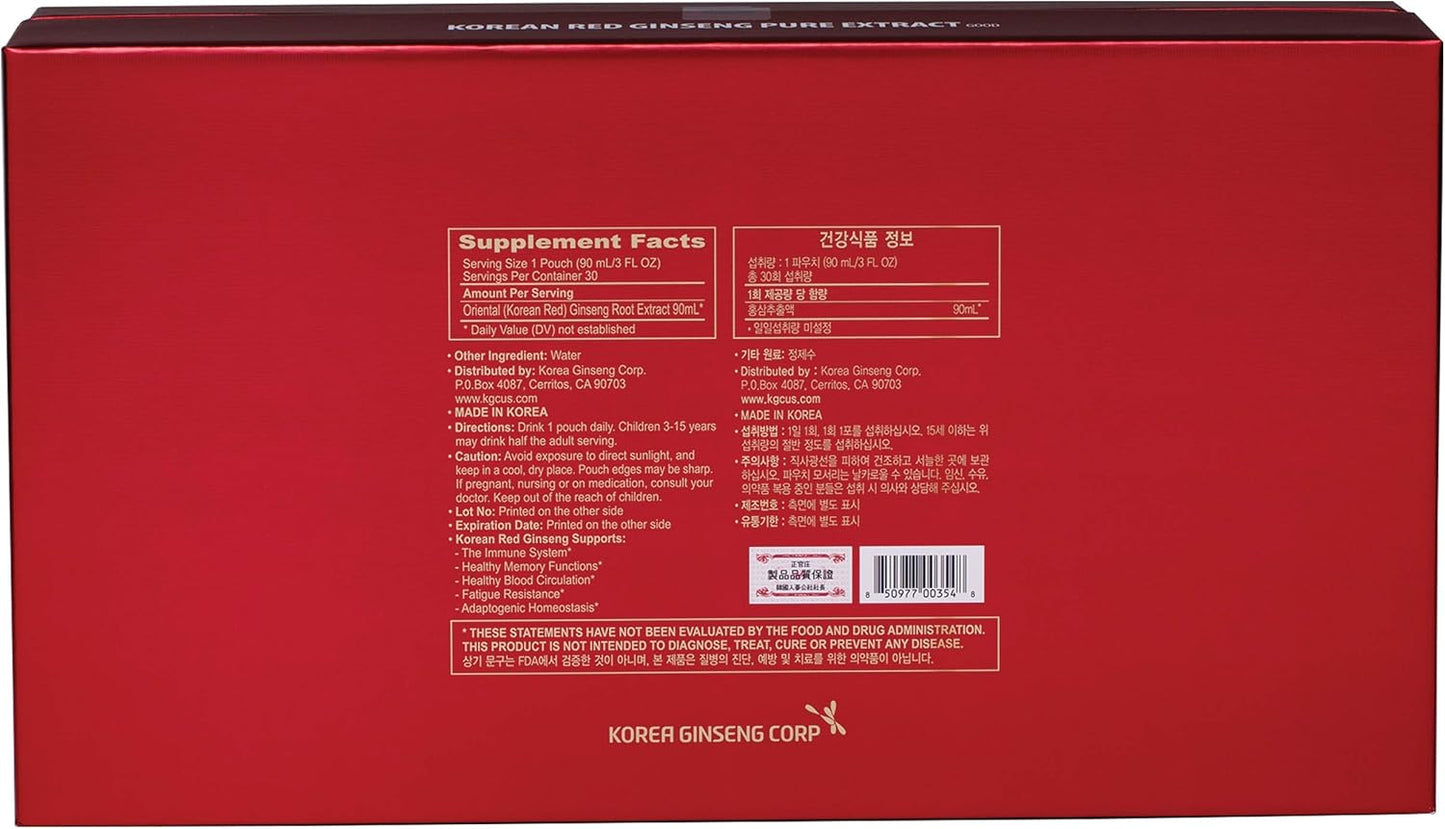 KOREAN RED GINSENG PURE EXTRACT GOOD
Supplement Facts
Serving Size 1 Pouch (90 mL/3 FL OZ)
Servings Per Container 30
Amount Per Serving
Oriental (Korean Red) Ginseng Root Extract 90mL*
* Daily Value (DV) not established
• Other Ingredient: Water
• Distributed by: Korea Ginseng Corp.
P.O.Box 4087, Cerritos, CA 90703
www.kgcus.com
• MADE IN KOREA
• Directions: Drink 1 pouch daily. Children 3-15 years
may drink half the adult serving.
• Caution: Avoid exposure to direct sunlight, and
keep in a cool, dry place. Pouch edges may be sharp.
If pregnant, nursing or on medication, consult your
doctor. Keep out of the reach of children.
• Lot No: Printed on the other side
• Expiration Date: Printed on the other side
• Korean Red Ginseng Supports:
- The Immune System*
- Healthy Memory Functions*
- Healthy Blood Circulation*
- Fatigue Resistance*
- Adaptogenic Homeostasis*
건강식품 정보
섭취량 : 1 파우치 (90 mL/3 FL OZ)
총 30회 섭취량
1회 제공량 당 함량
홍삼추출액 90mL*
• 일일섭취량 미설정
• 기타 원료: 정제수
• Distributed by : Korea Ginseng Corp.
P.O.Box 4087, Cerritos, CA 90703
www.kgcus.com
• MADE IN KOREA
• 섭취방법 : 1일 1회, 1회 1포를 섭취하십시오. 15세 이하는 위
섭취량의 절반 정도를 섭취하십시오.
• 주의사항 : 직사광선을 피하여 건조하고 서늘한 곳에 보관
하십시오. 파우치 모서리는 날카로울 수 있습니다. 임신, 수유,
의약품 복용 중인 분들은 섭취 시 의사와 상담해 주십시오.
• 제조번호 : 측면에 별도 표시
• 유통기한 : 측면에 별도 표시
正官庄
製品品質保證
韓國人蔘公社社長
8 50977 00354 8
* THESE STATEMENTS HAVE NOT BEEN EVALUATED BY THE FOOD AND DRUG ADMINISTRATION.
THIS PRODUCT IS NOT INTENDED TO DIAGNOSE, TREAT, CURE OR PREVENT ANY DISEASE.
상기 문구는 FDA에서 검증한 것이 아니며, 본 제품은 질병의 진단, 예방 및 치료를 위한 의약품이 아닙니다.
KOREA GINSENG CORP